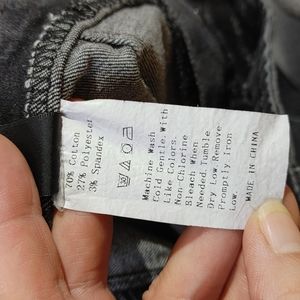 70% Cotton
27% Polyester
3% Spandex
Machine Wash
Cold Gentle.With
Like Colors.
Non-Chlorine
Bleach When
Needed. Tumble
Dry Low Remove
Promptly Iron
Low.
MADE IN CHINA